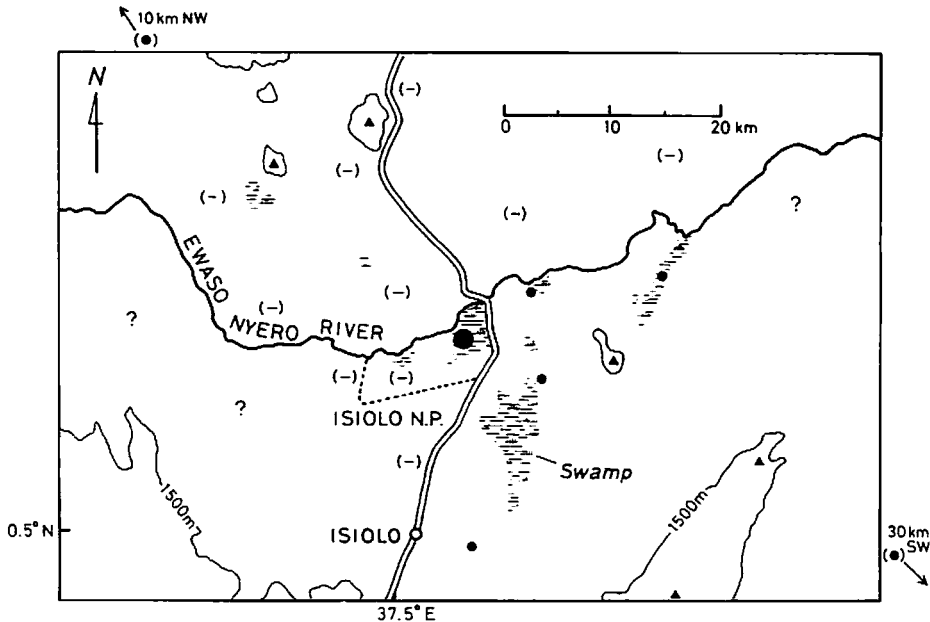 10 km NW
(●)
N
(-)
0 10 20 km
(-)
(-)
(-)
(-)
?
EWASO
NYERO RIVER
(-)
(-)
?
(-)
(-)
ISIOLO N.P.
?
(-)
Swamp
1500m
1500m
0.5°N
ISIOLO
30 km
SW
(●)
37.5°E